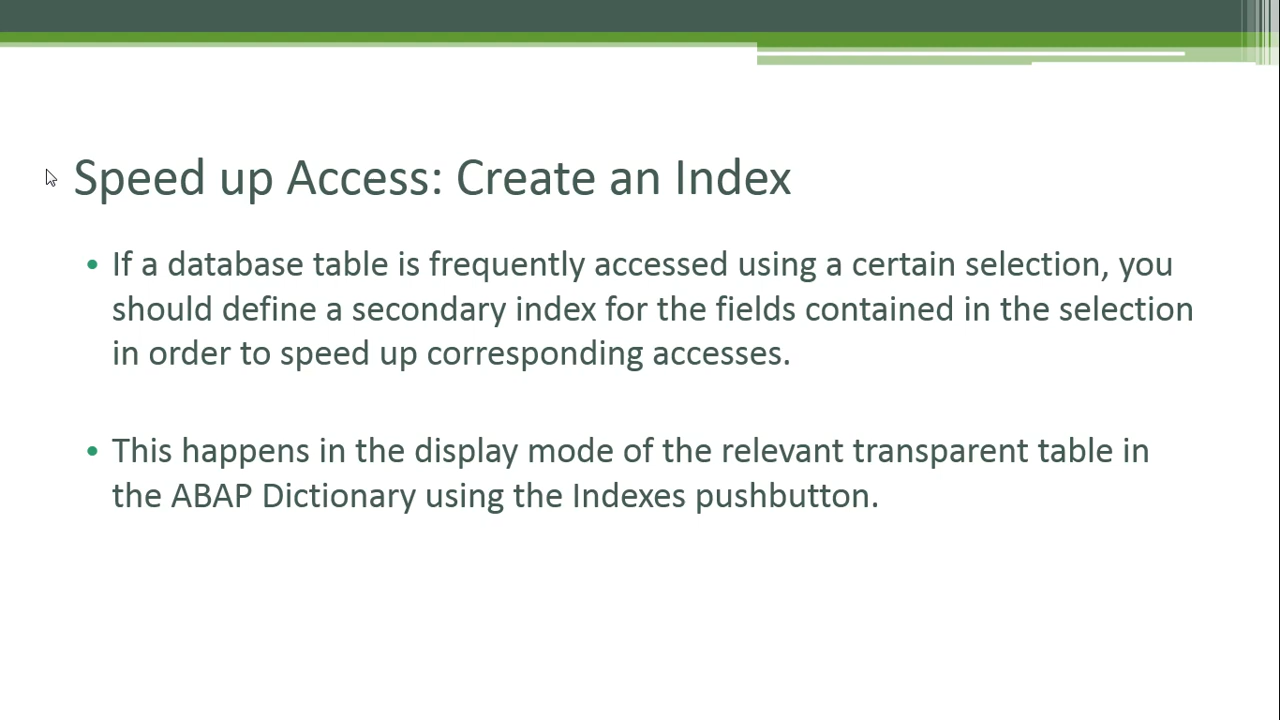 Speed up Access: Create an Index
• If a database table is frequently accessed using a certain selection, you
should define a secondary index for the fields contained in the selection
in order to speed up corresponding accesses.
• This happens in the display mode of the relevant transparent table in
the ABAP Dictionary using the Indexes pushbutton.